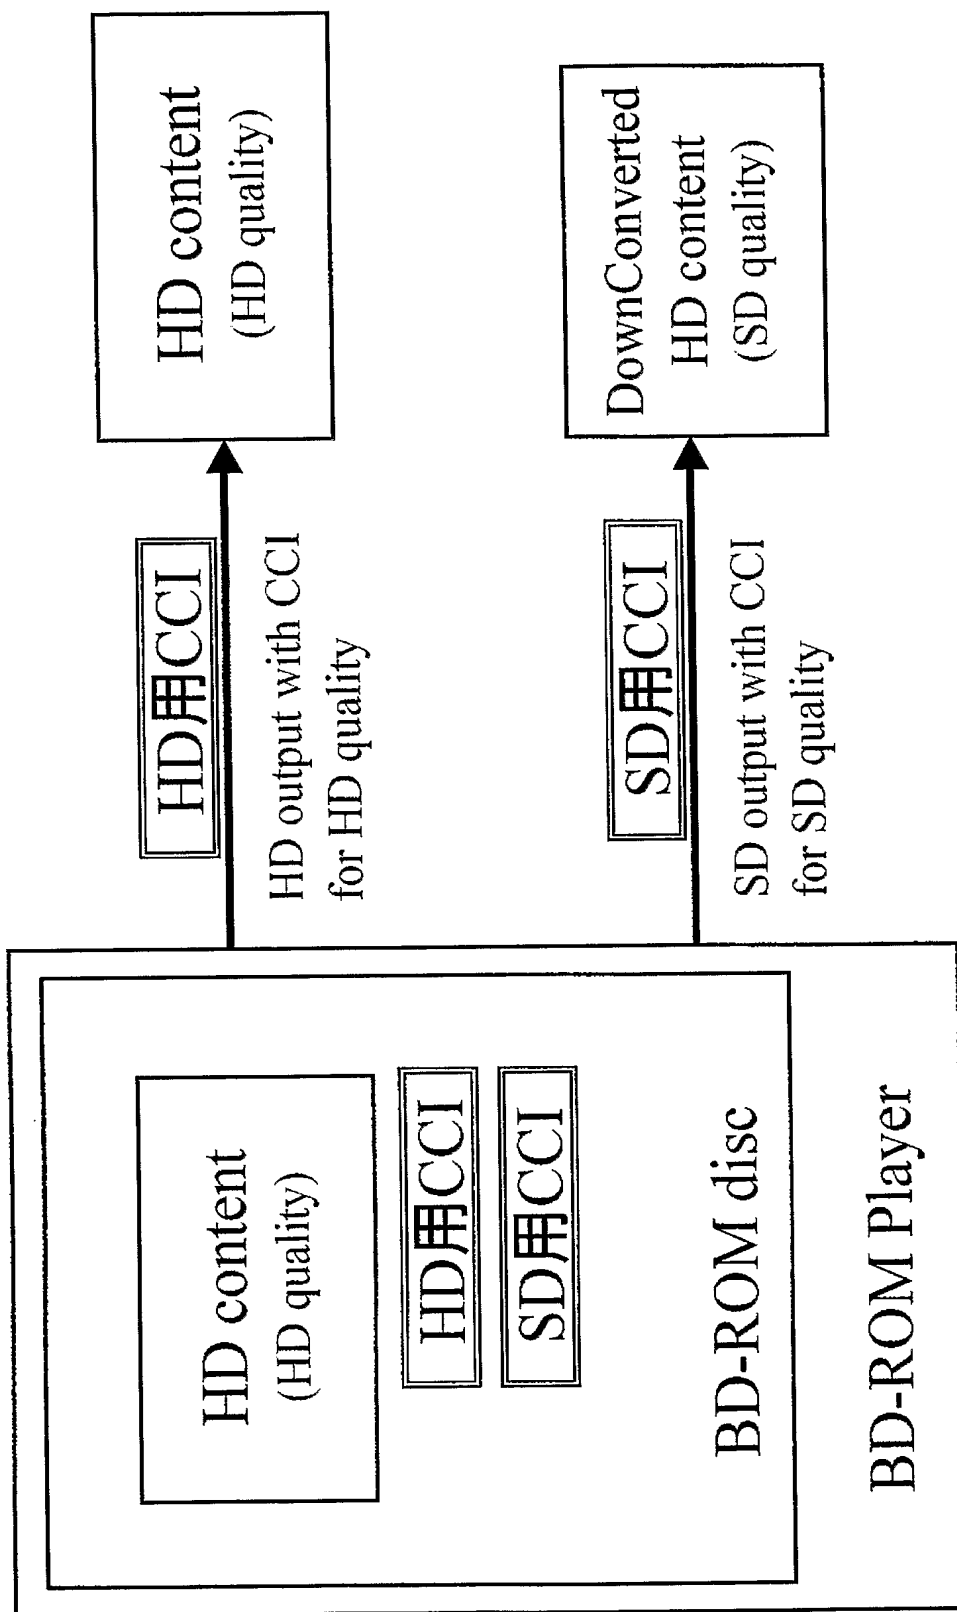 HD content
(HD quality)
HD用CCI
SD用CCI
BD-ROM disc
BD-ROM Player
HD用CCI
HD output with CCI
for HD quality
HD content
(HD quality)
SD用CCI
SD output with CCI
for SD quality
DownConverted
HD content
(SD quality)